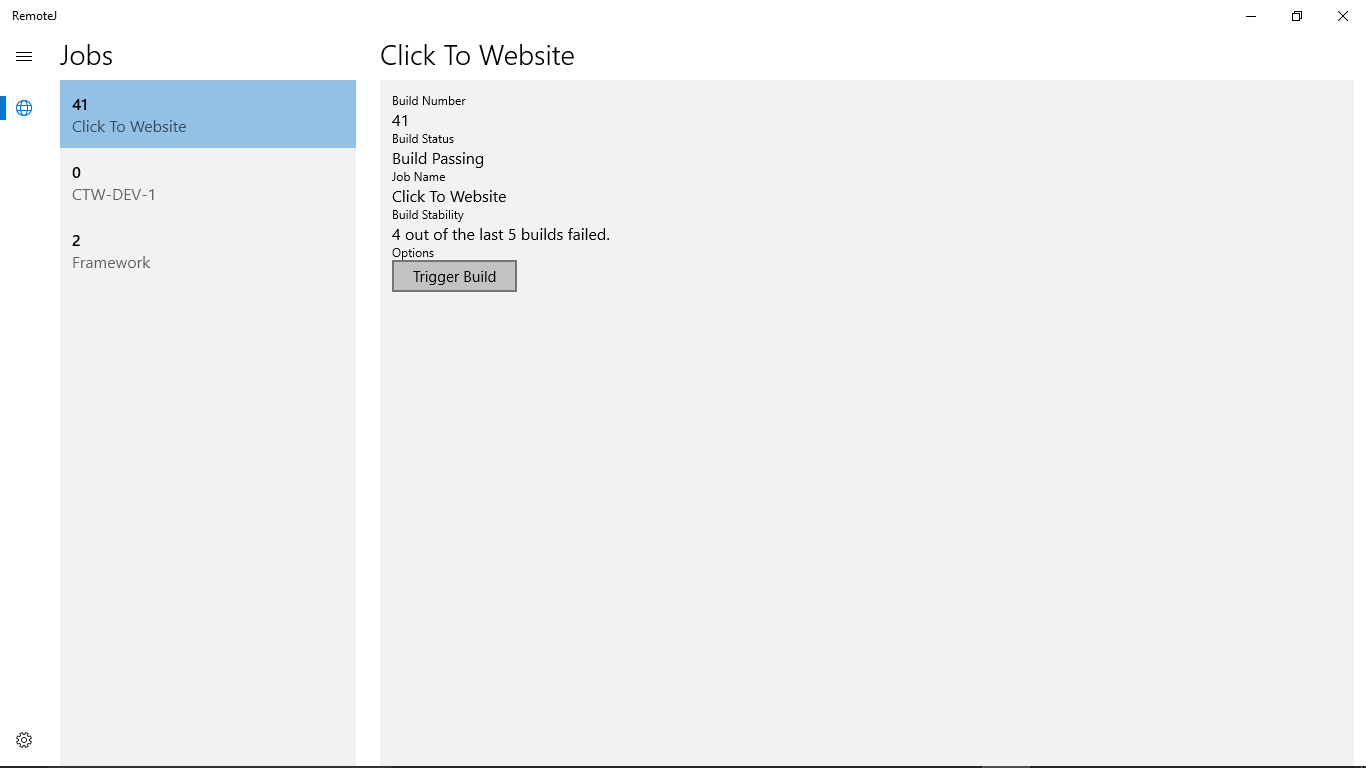 RemoteJ
Jobs
41
Click To Website
0
CTW-DEV-1
2
Framework
Click To Website
Build Number
41
Build Status
Build Passing
Job Name
Click To Website
Build Stability
4 out of the last 5 builds failed.
Options
Trigger Build